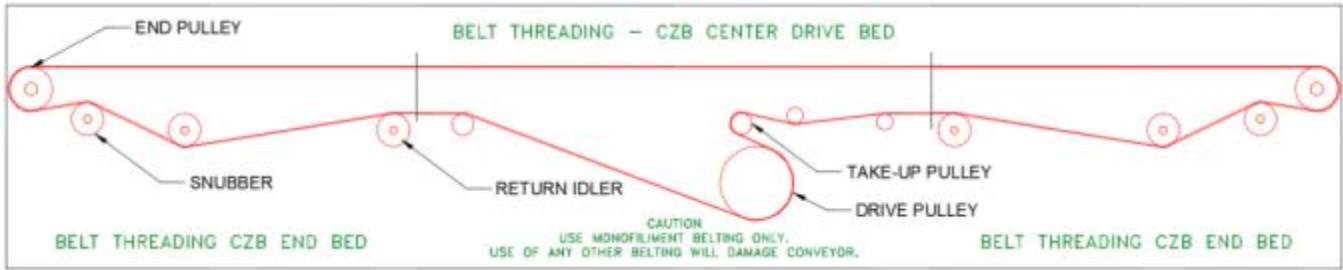 END PULLEY
BELT THREADING - CZB CENTER DRIVE BED
SNUBBER
RETURN IDLER
TAKE-UP PULLEY
DRIVE PULLEY
BELT THREADING CZB END BED
CAUTION
USE MONOFILIMENT BELTING ONLY.
USE OF ANY OTHER BELTING WILL DAMAGE CONVEYOR.
BELT THREADING CZB END BED